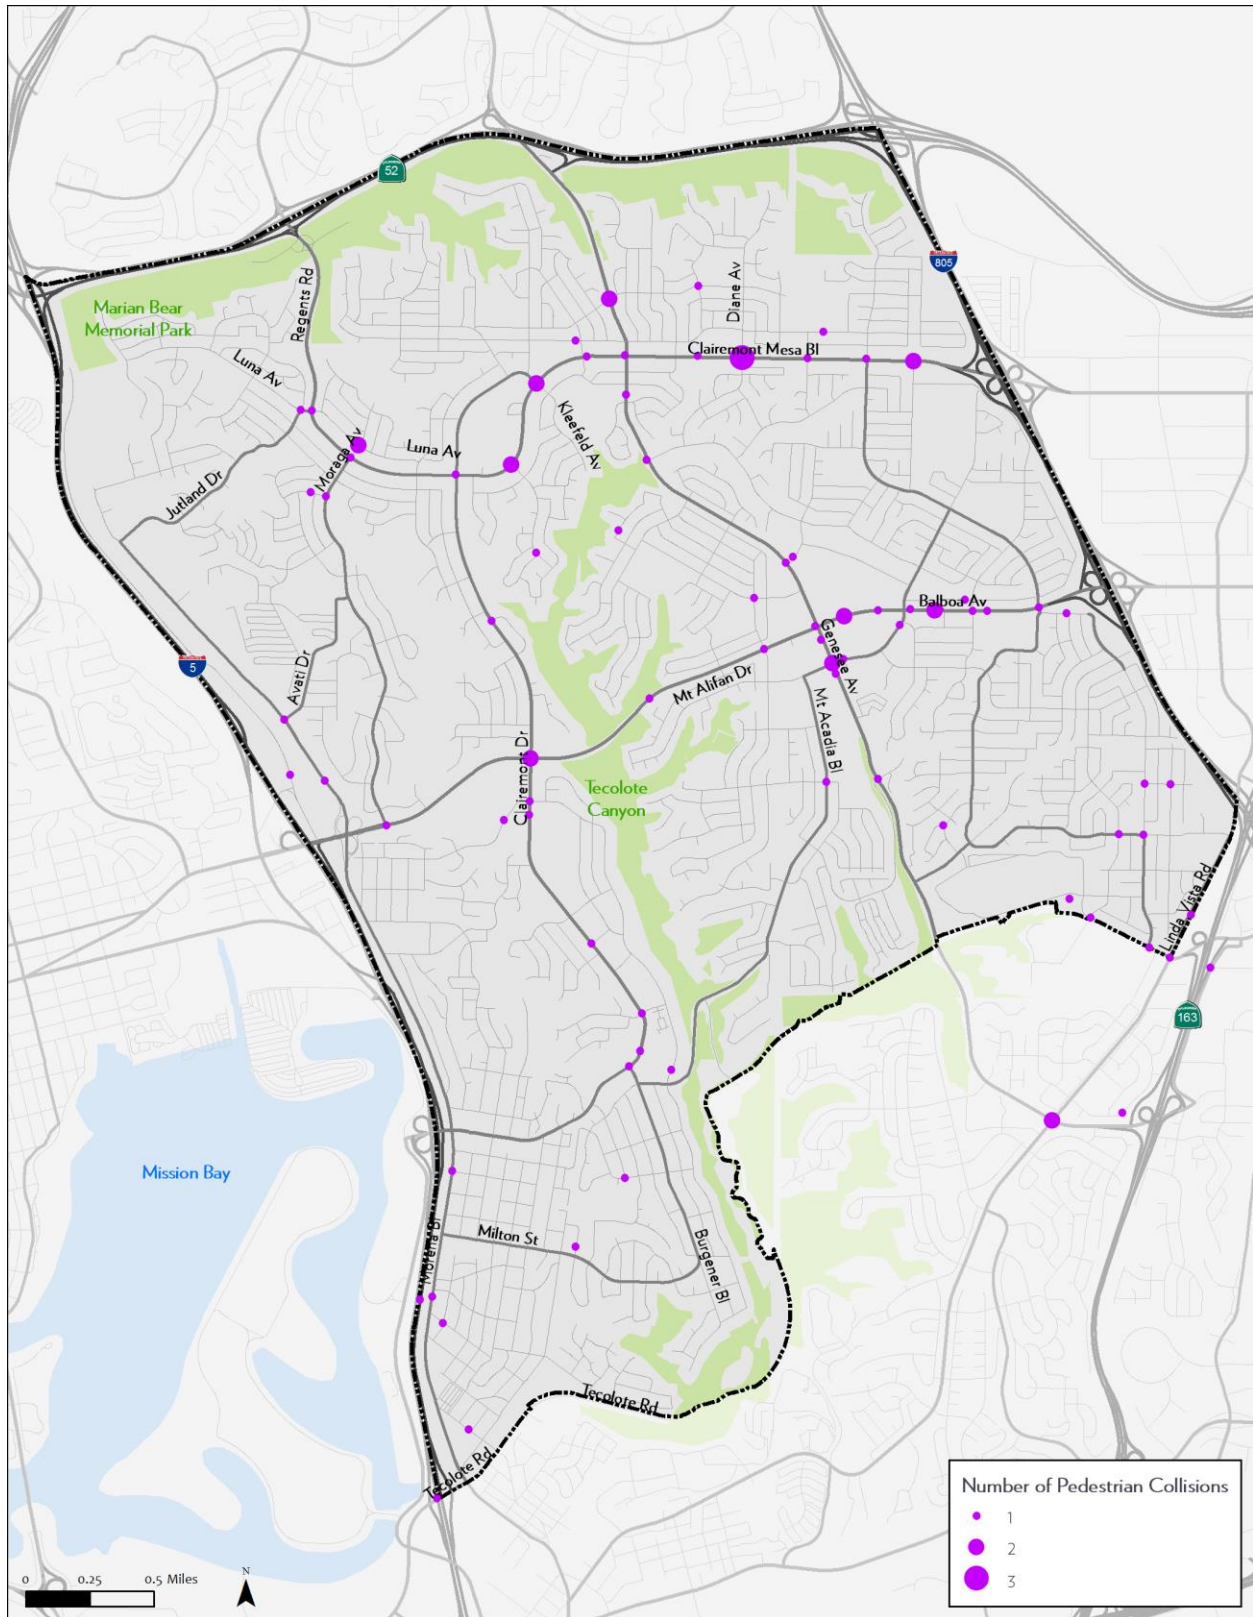 52
805
Marian Bear
Memorial Park
Regents Rd
Diane Av
Clairemont Mesa Bl
Luna Av
Kleefeld Av
Moraga Av
Luna Av
Jutland Dr
Balboa Av
Genesee Av
5
Avati Dr
Mt Alifan Dr
Mt Acadia Bl
Clairemont Dr
Tecolote
Canyon
Linda Vista Rd
163
Mission Bay
Morena Bl
Milton St
Burgener Bl
Tecolote Rd
Tecolote Rd
Number of Pedestrian Collisions
1
2
3
0 0.25 0.5 Miles
N